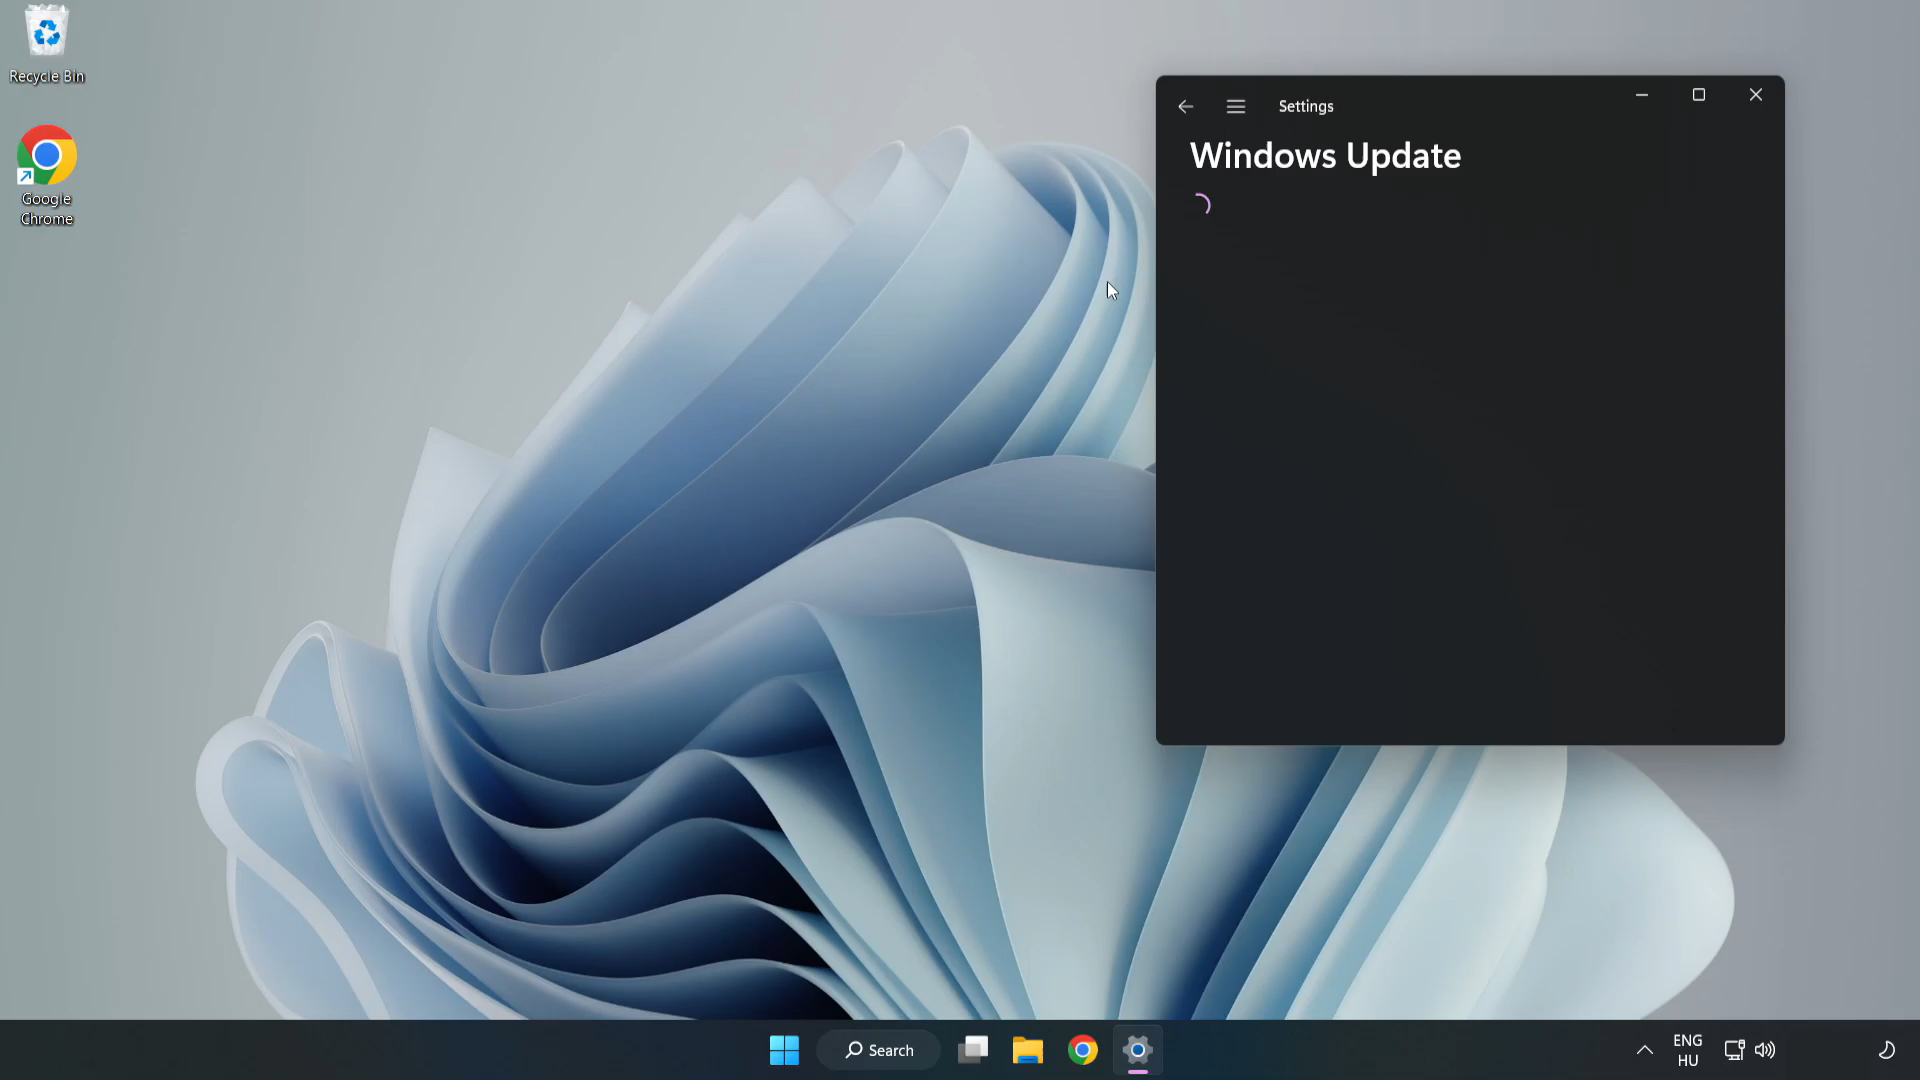 Recycle Bin
Google
Chrome
Settings
Windows Update
Search
ENG
HU